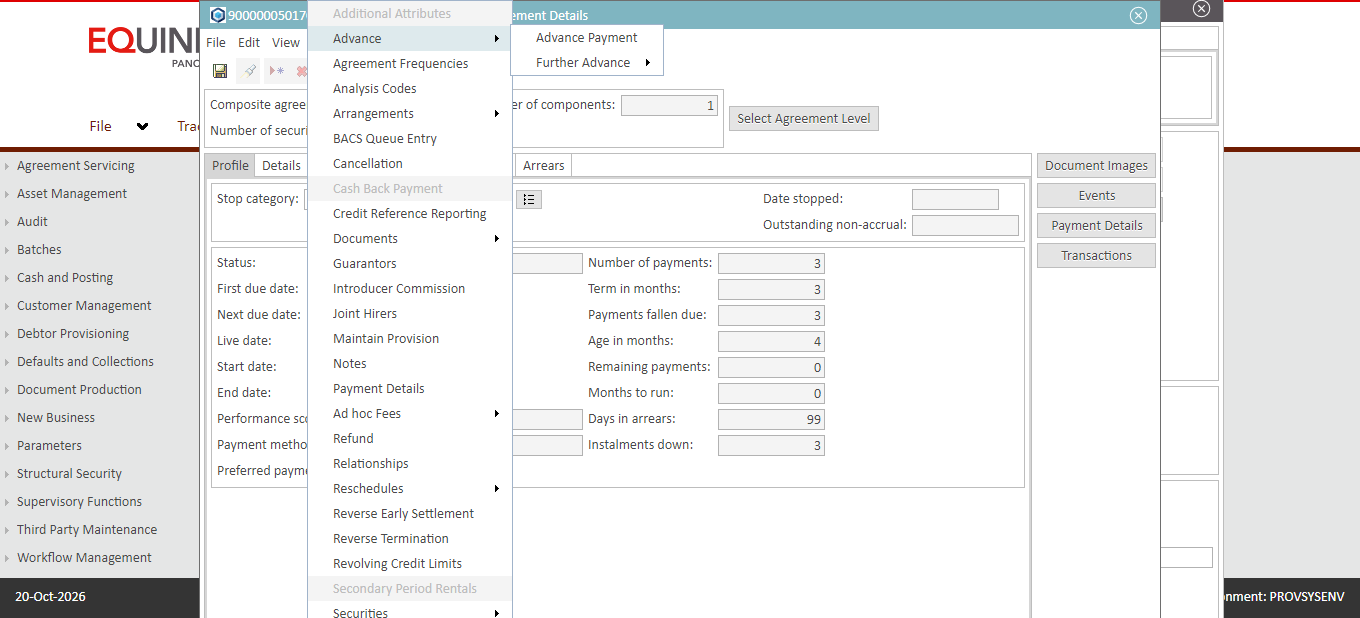 90000005017
ement Details
EQUIN
PANC
File
Trac
File Edit View
Additional Attributes
Advance
Advance Payment
Further Advance
Agreement Frequencies
Analysis Codes
Arrangements
BACS Queue Entry
Cancellation
Cash Back Payment
Credit Reference Reporting
Documents
Guarantors
Introducer Commission
Joint Hirers
Maintain Provision
Notes
Payment Details
Ad hoc Fees
Refund
Relationships
Reschedules
Reverse Early Settlement
Reverse Termination
Revolving Credit Limits
Secondary Period Rentals
Securities
Composite agree
er of components: 1
Number of securi
Select Agreement Level
Profile Details Arrears
Stop category:
Date stopped:
Outstanding non-accrual:
Status:
Number of payments: 3
First due date:
Term in months: 3
Next due date:
Payments fallen due: 3
Live date:
Age in months: 4
Start date:
Remaining payments: 0
End date:
Months to run: 0
Performance sco
Days in arrears: 99
Payment metho
Instalments down: 3
Preferred payme
Document Images
Events
Payment Details
Transactions
Agreement Servicing
Asset Management
Audit
Batches
Cash and Posting
Customer Management
Debtor Provisioning
Defaults and Collections
Document Production
New Business
Parameters
Structural Security
Supervisory Functions
Third Party Maintenance
Workflow Management
20-Oct-2026
onment: PROVSYSENV